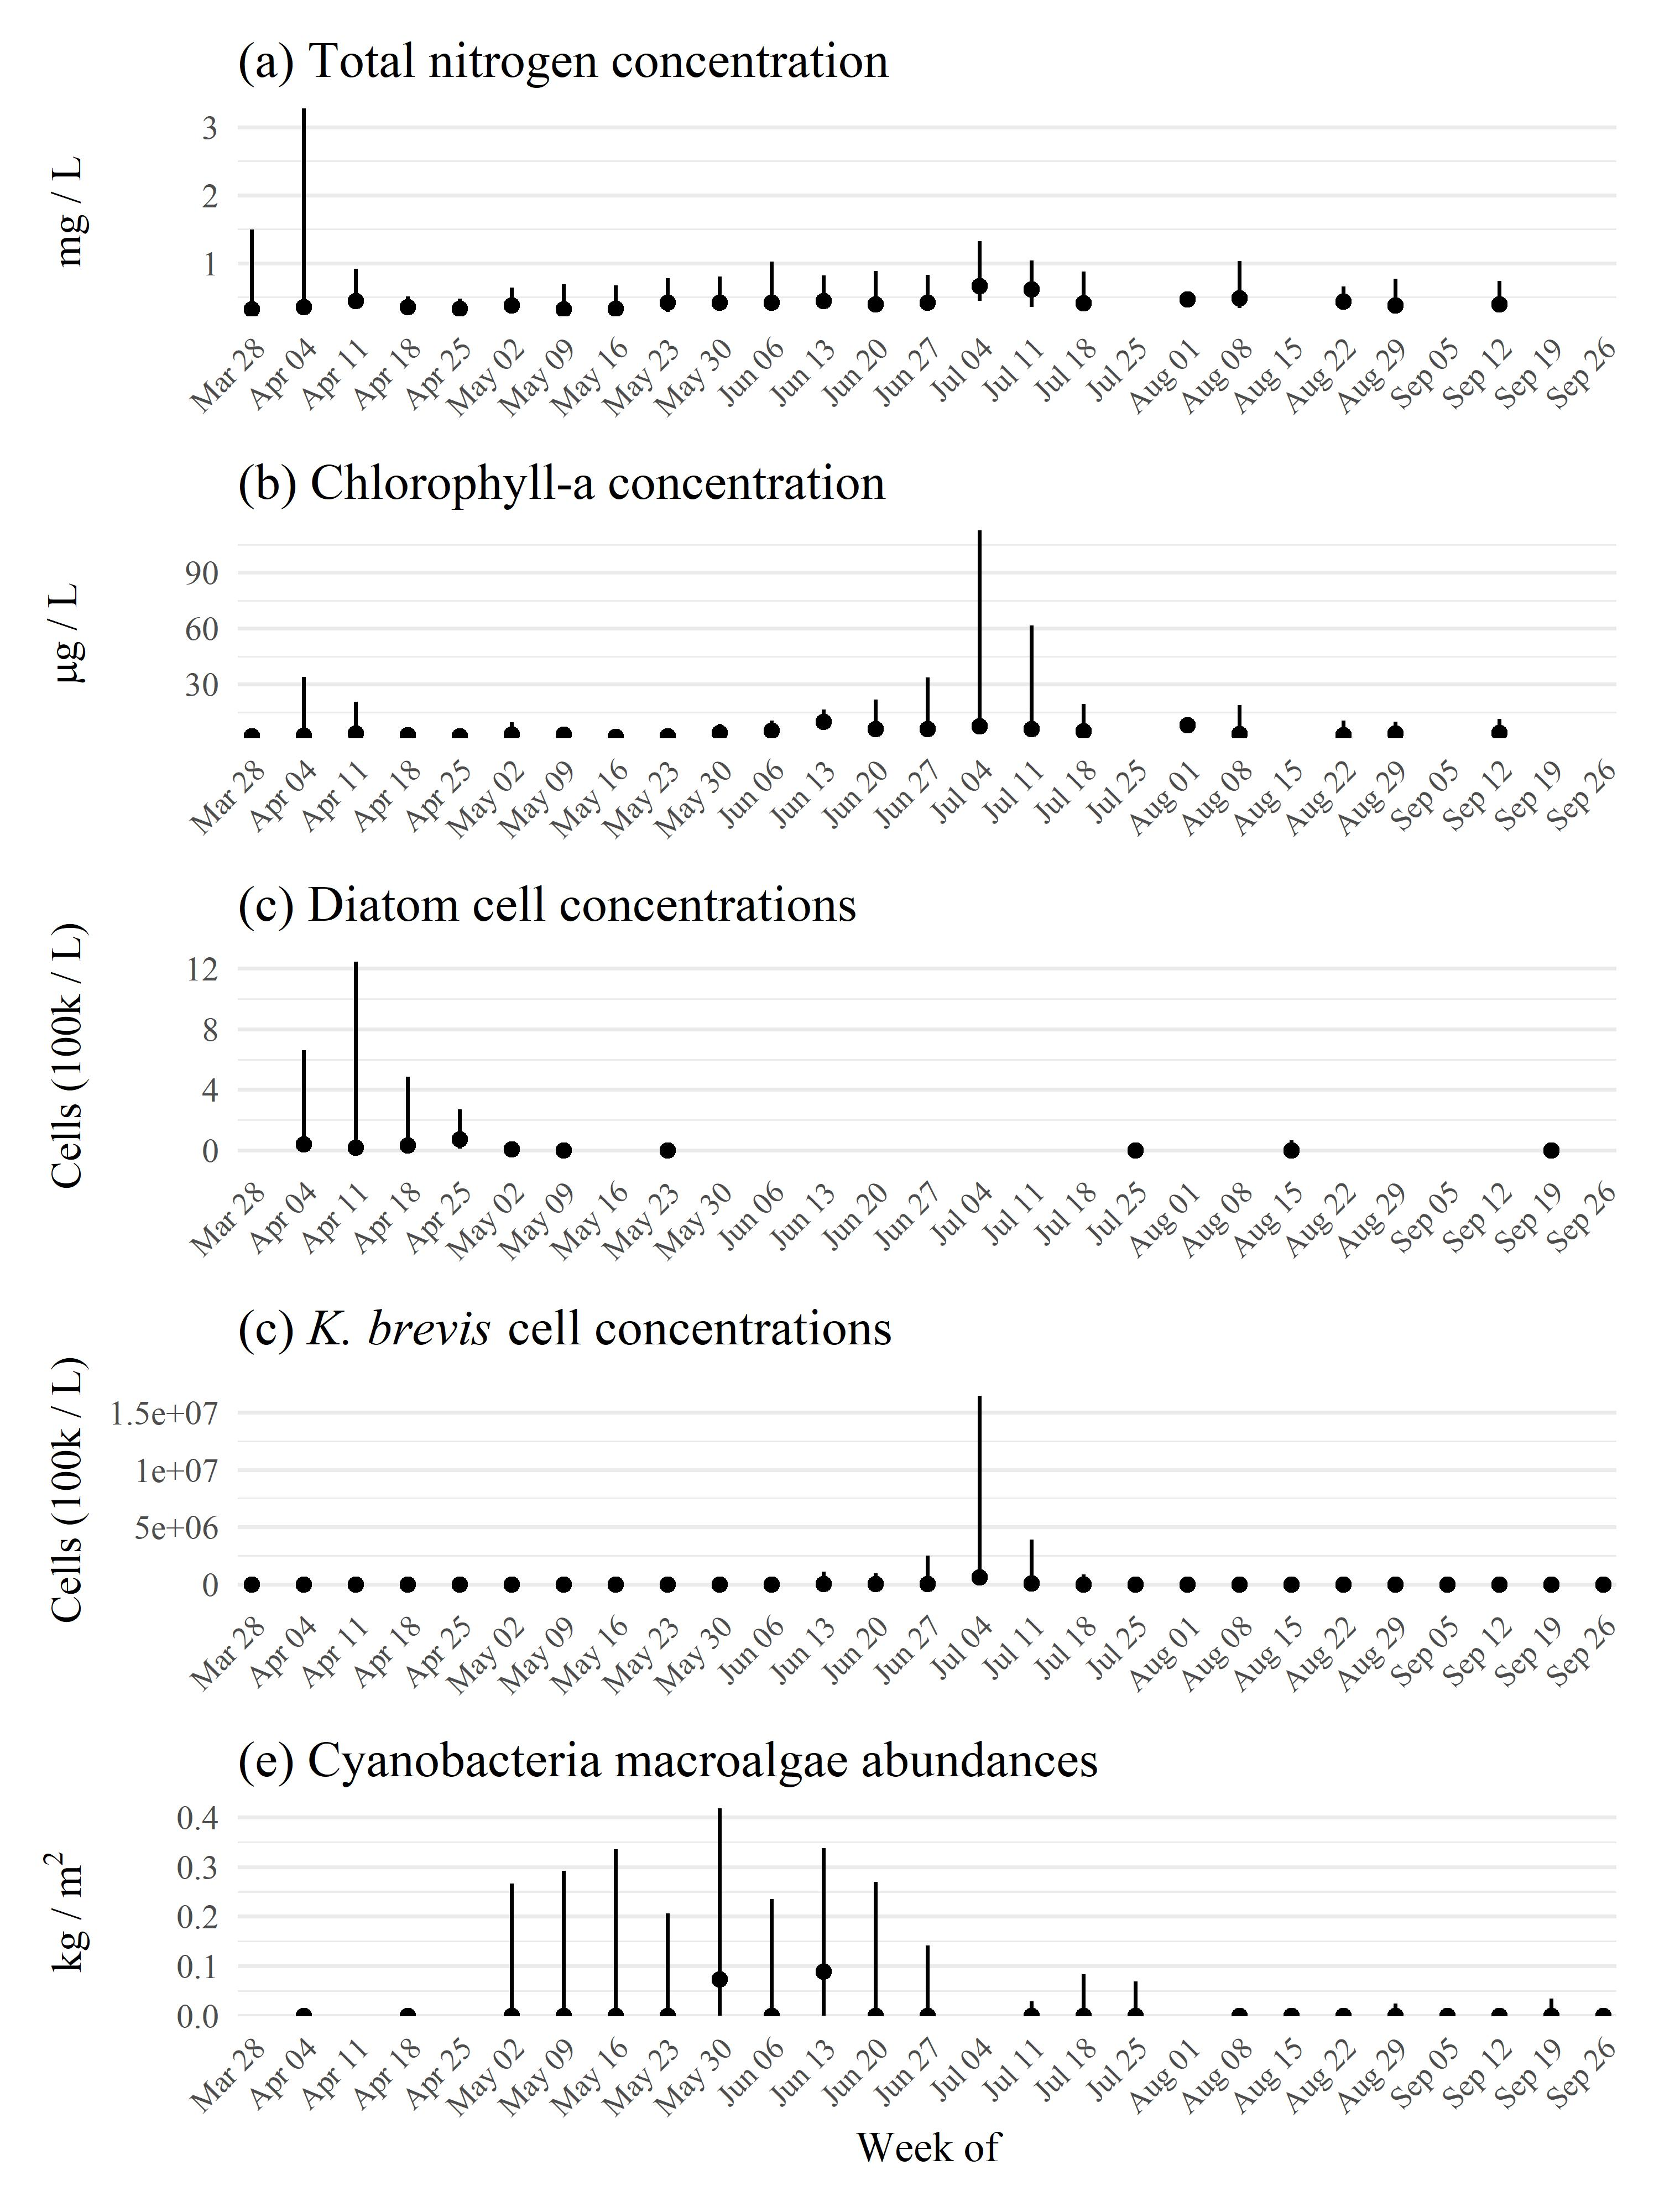 (a) Total nitrogen concentration
mg / L
3
2
1
Mar 28 Apr 04 Apr 11 Apr 18 Apr 25 May 02 May 09 May 16 May 23 May 30 Jun 06 Jun 13 Jun 20 Jun 27 Jul 04 Jul 11 Jul 18 Jul 25 Aug 01 Aug 08 Aug 15 Aug 22 Aug 29 Sep 05 Sep 12 Sep 19 Sep 26
(b) Chlorophyll-a concentration
μg / L
90
60
30
Mar 28 Apr 04 Apr 11 Apr 18 Apr 25 May 02 May 09 May 16 May 23 May 30 Jun 06 Jun 13 Jun 20 Jun 27 Jul 04 Jul 11 Jul 18 Jul 25 Aug 01 Aug 08 Aug 15 Aug 22 Aug 29 Sep 05 Sep 12 Sep 19 Sep 26
(c) Diatom cell concentrations
Cells (100k / L)
12
8
4
0
Mar 28 Apr 04 Apr 11 Apr 18 Apr 25 May 02 May 09 May 16 May 23 May 30 Jun 06 Jun 13 Jun 20 Jun 27 Jul 04 Jul 11 Jul 18 Jul 25 Aug 01 Aug 08 Aug 15 Aug 22 Aug 29 Sep 05 Sep 12 Sep 19 Sep 26
(c) K. brevis cell concentrations
Cells (100k / L)
1.5e+07
1e+07
5e+06
0
Mar 28 Apr 04 Apr 11 Apr 18 Apr 25 May 02 May 09 May 16 May 23 May 30 Jun 06 Jun 13 Jun 20 Jun 27 Jul 04 Jul 11 Jul 18 Jul 25 Aug 01 Aug 08 Aug 15 Aug 22 Aug 29 Sep 05 Sep 12 Sep 19 Sep 26
(e) Cyanobacteria macroalgae abundances
kg / m²
0.4
0.3
0.2
0.1
0.0
Mar 28 Apr 04 Apr 11 Apr 18 Apr 25 May 02 May 09 May 16 May 23 May 30 Jun 06 Jun 13 Jun 20 Jun 27 Jul 04 Jul 11 Jul 18 Jul 25 Aug 01 Aug 08 Aug 15 Aug 22 Aug 29 Sep 05 Sep 12 Sep 19 Sep 26
Week of